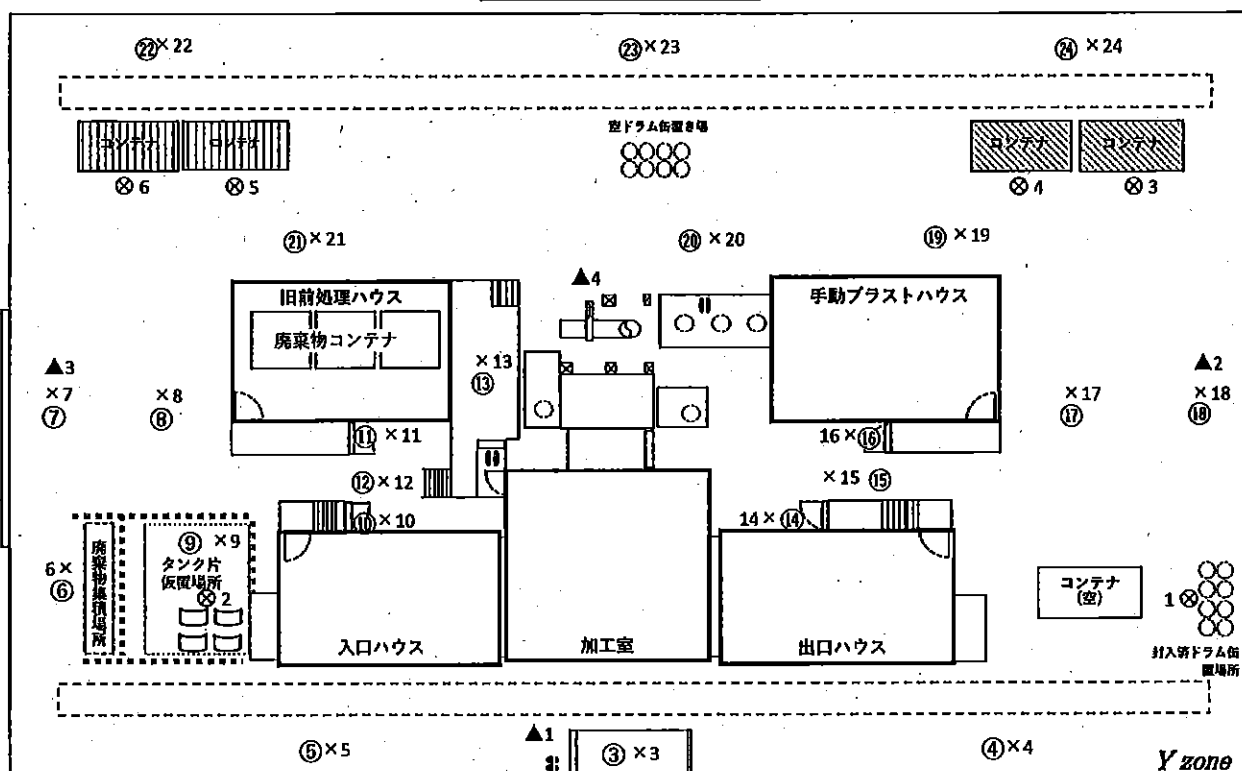 ㉒×22
㉓×23
㉔×24
空ドラム缶置き場
コンテナ
コンテナ
コンテナ
コンテナ
⊗6
⊗5
⊗4
⊗3
㉑×21
⑳×20
⑲×19
▲4
旧前処理ハウス
廃棄物コンテナ
手動ブラストハウス
×13
⑬
▲3
×7
⑦
×8
⑧
×17
⑰
▲2
×18
⑱
⑪×11
16×⑯
⑫×12
×15 ⑮
⑩×10
14×⑭
⑨ ×9
タンク片
仮置場所
⊗2
6×
⑥
廃棄物集積場所
コンテナ
(空)
1⊗
入口ハウス
加工室
出口ハウス
封入済ドラム缶
置場所
▲1
⑤×5
③×3
④×4
Y zone